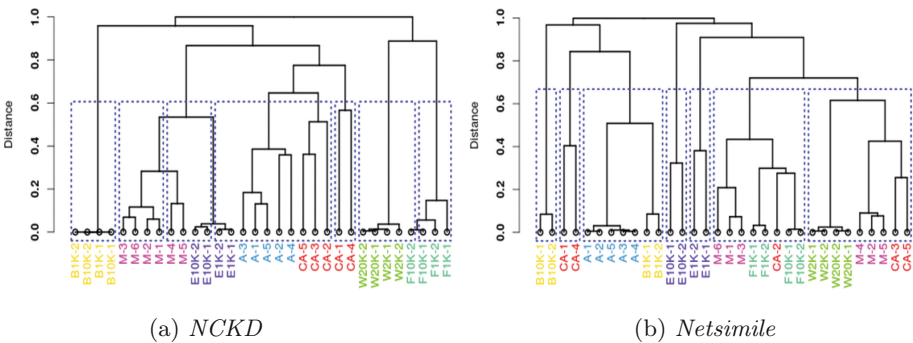 1.0
0.8
0.6
0.4
0.2
0.0
Distance
B1K-2
B10K-2
B1K-1
B10K-1
M-3
M-6
M-2
M-1
M-4
M-5
E10K-2
E10K-1
E1K-2
E1K-1
A-3
A-1
A-5
A-2
A-4
CA-5
CA-3
CA-2
CA-1
CA-4
W20K-2
W20K-1
W2K-1
W2K-2
F10K-2
F10K-1
F1K-2
F1K-1
(a) NCKD
1.0
0.8
0.6
0.4
0.2
0.0
Distance
B10K-1
B10K-2
CA-1
CA-4
A-1
A-2
A-5
A-3
A-4
B1K-1
B1K-2
E10K-1
E10K-2
E1K-2
E1K-1
M-6
M-1
M-3
F1K-1
F1K-2
CA-2
F10K-1
F10K-2
W2K-1
W2K-2
W20K-2
W20K-1
M-4
M-2
M-5
CA-3
CA-5
(b) Netsimile